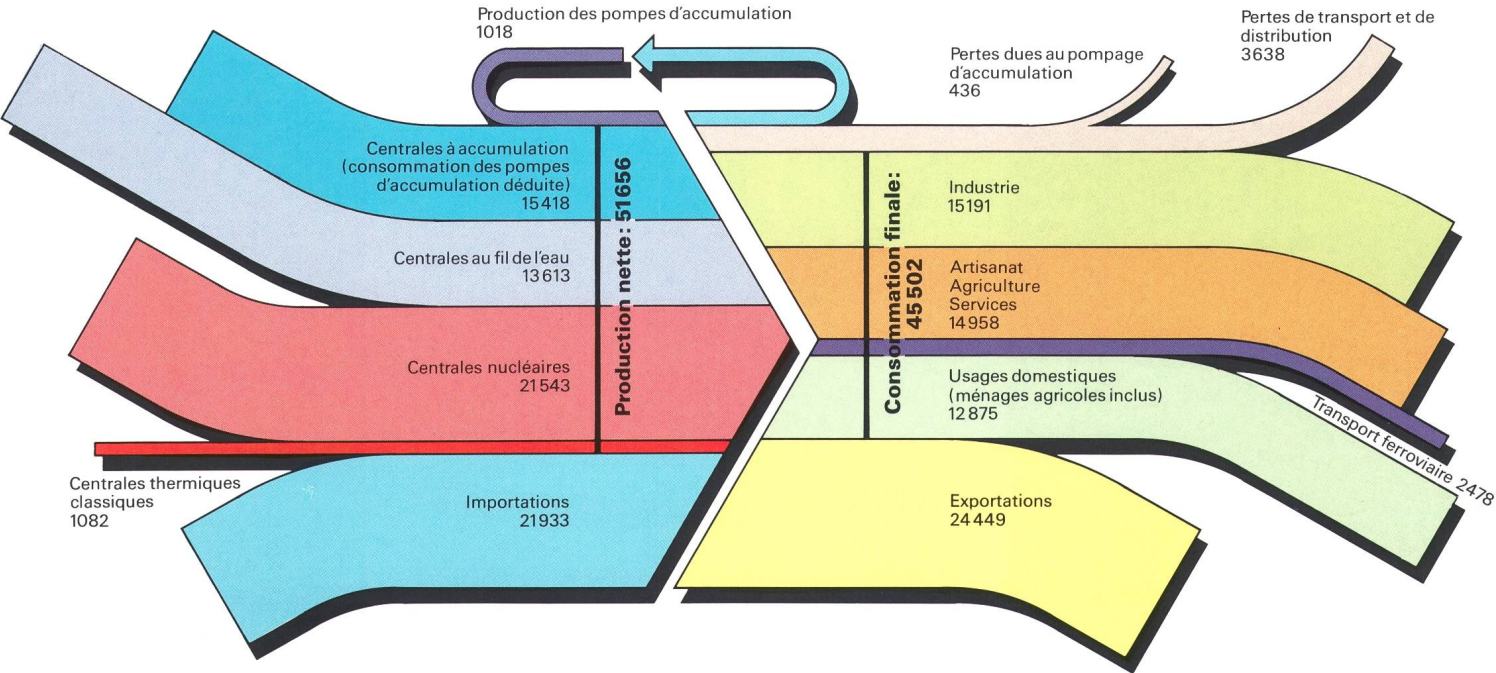 Production des pompes d'accumulation
1018
Pertes dues au pompage
d'accumulation
436
Pertes de transport et de
distribution
3638
Centrales à accumulation
(consommation des pompes
d'accumulation déduite)
15418
Centrales au fil de l'eau
13613
Centrales nucléaires
21543
Centrales thermiques
classiques
1082
Importations
21933
Production nette: 51656
Consommation finale:
45502
Industrie
15191
Artisanat
Agriculture
Services
14958
Usages domestiques
(ménages agricoles inclus)
12875
Transport ferroviaire 2478
Exportations
24449